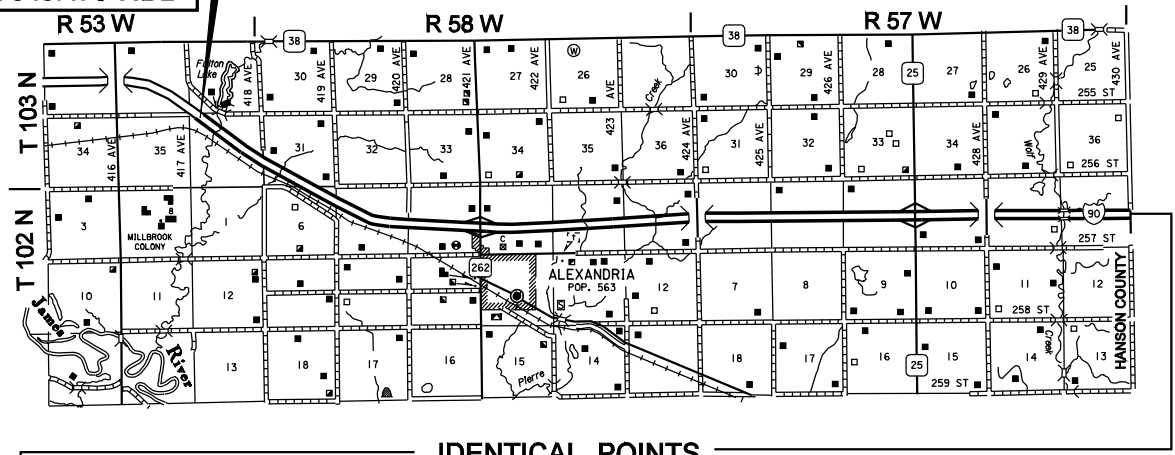 R 53 W
R 58 W
R 57 W
38
38
38
T 103 N
Fulton Lake
418 AVE
30
419 AVE
29
420 AVE
28
421 AVE
27
422 AVE
W
26
AVE
Creek
30
29
426 AVE
28
25
27
26
429 AVE
25
430 AVE
255 ST
34
416 AVE
35
417 AVE
31
32
33
34
423
35
36
424 AVE
31
425 AVE
33
34
428 AVE
Wolf
36
256 ST
T 102 N
3
8
4
MILLBROOK
COLONY
1
6
C
90
257 ST
262
ALEXANDRIA
POP. 563
10
11
12
12
7
8
9
10
11
12
258 ST
James
River
13
18
17
16
15
Pierre
14
18
17
16
25
15
259 ST
14
Creek
13
HANSON COUNTY
IDENTICAL POINTS